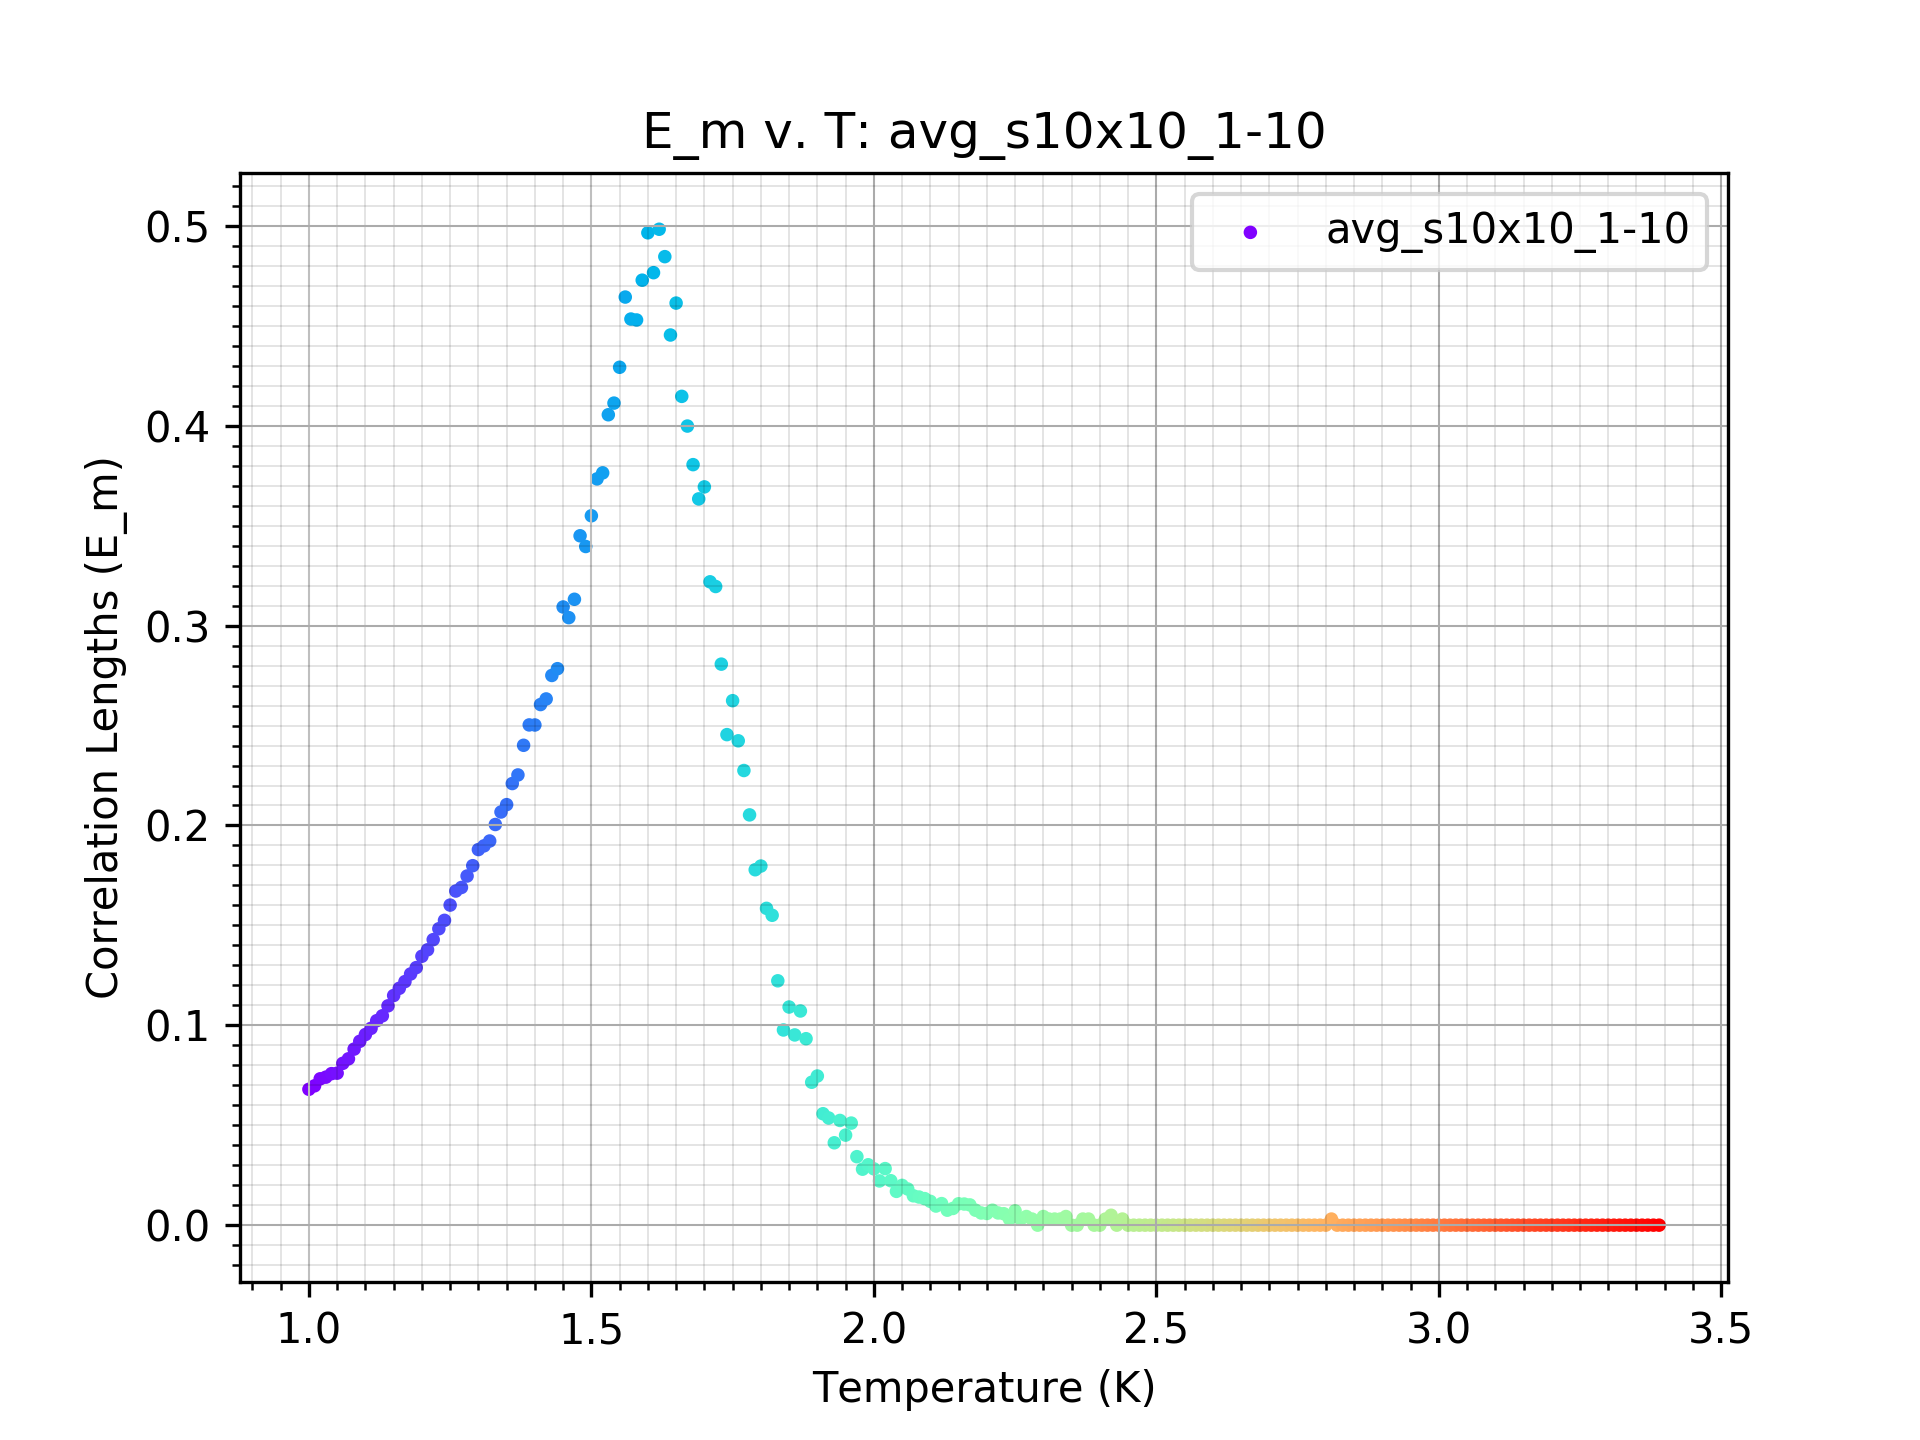 E_m v. T: avg_s10x10_1-10
avg_s10x10_1-10
Correlation Lengths (E_m)
0.5
0.4
0.3
0.2
0.1
0.0
1.0 1.5 2.0 2.5 3.0 3.5
Temperature (K)